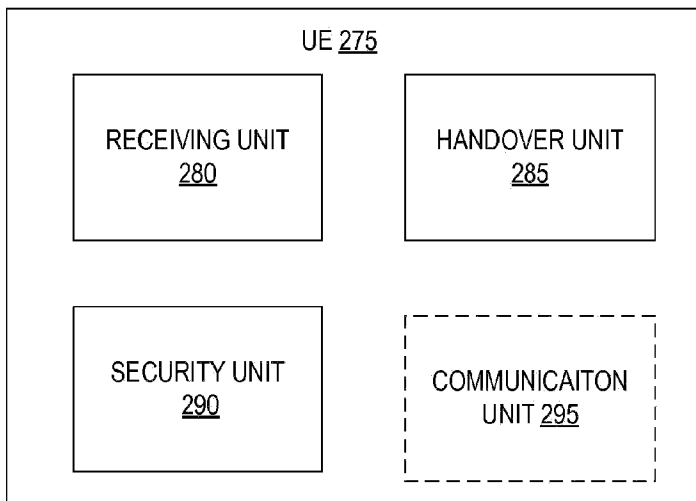 UE 275
RECEIVING UNIT
280
HANDOVER UNIT
285
SECURITY UNIT
290
COMMUNICAITON
UNIT 295